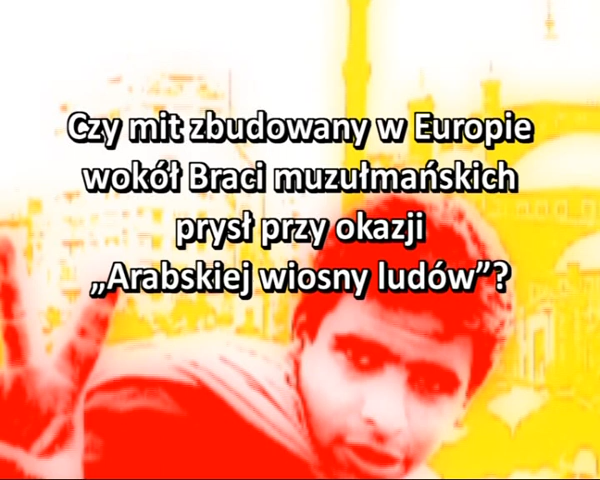 Czy mit zbudowany w Europie
wokół Braci muzułmańskich
prysł przy okazji
„Arabskiej wiosny ludów”?